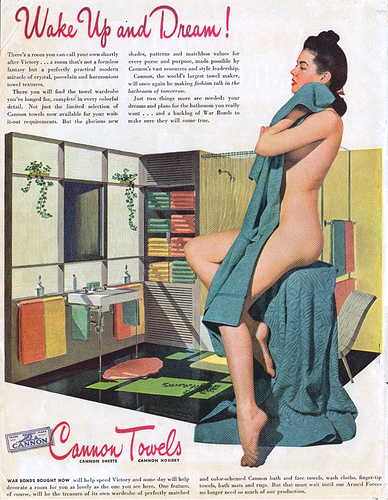 Wake Up and Dream!
There's a room you can call your own shortly
after Victory . . . a room that's not a formless
fantasy but a perfectly practical modern
miracle of crystal, porcelain and harmonious
towel textures.
There you will find the towel wardrobe
you've longed for, complete in every colorful
detail. Not just the limited selection of
Cannon towels now available for your wait-
it-out requirements. But the glorious new
shades, patterns and matchless values for
every purse and purpose, made possible by
Cannon's vast resources and style leadership.
Cannon, the world's largest towel maker,
will once again be making fashion talk in the
bathroom of tomorrow.
Just two things more are needed: your
dreams and plans for the bathroom you really
want . . . and a backlog of War Bonds to
make sure they will come true.
CANNON
Cannon Towels
CANNON SHEETS CANNON HOSIERY
WAR BONDS BOUGHT NOW will help speed Victory and some day will help
decorate a room for you as lovely as the one you see here. One feature,
of course, will be the treasure of its own wardrobe of perfectly matched
and color-schemed Cannon bath and face towels, wash cloths, finger-tip
towels, bath mats and rugs. But that must wait until our Armed Forces
no longer need so much of our production.